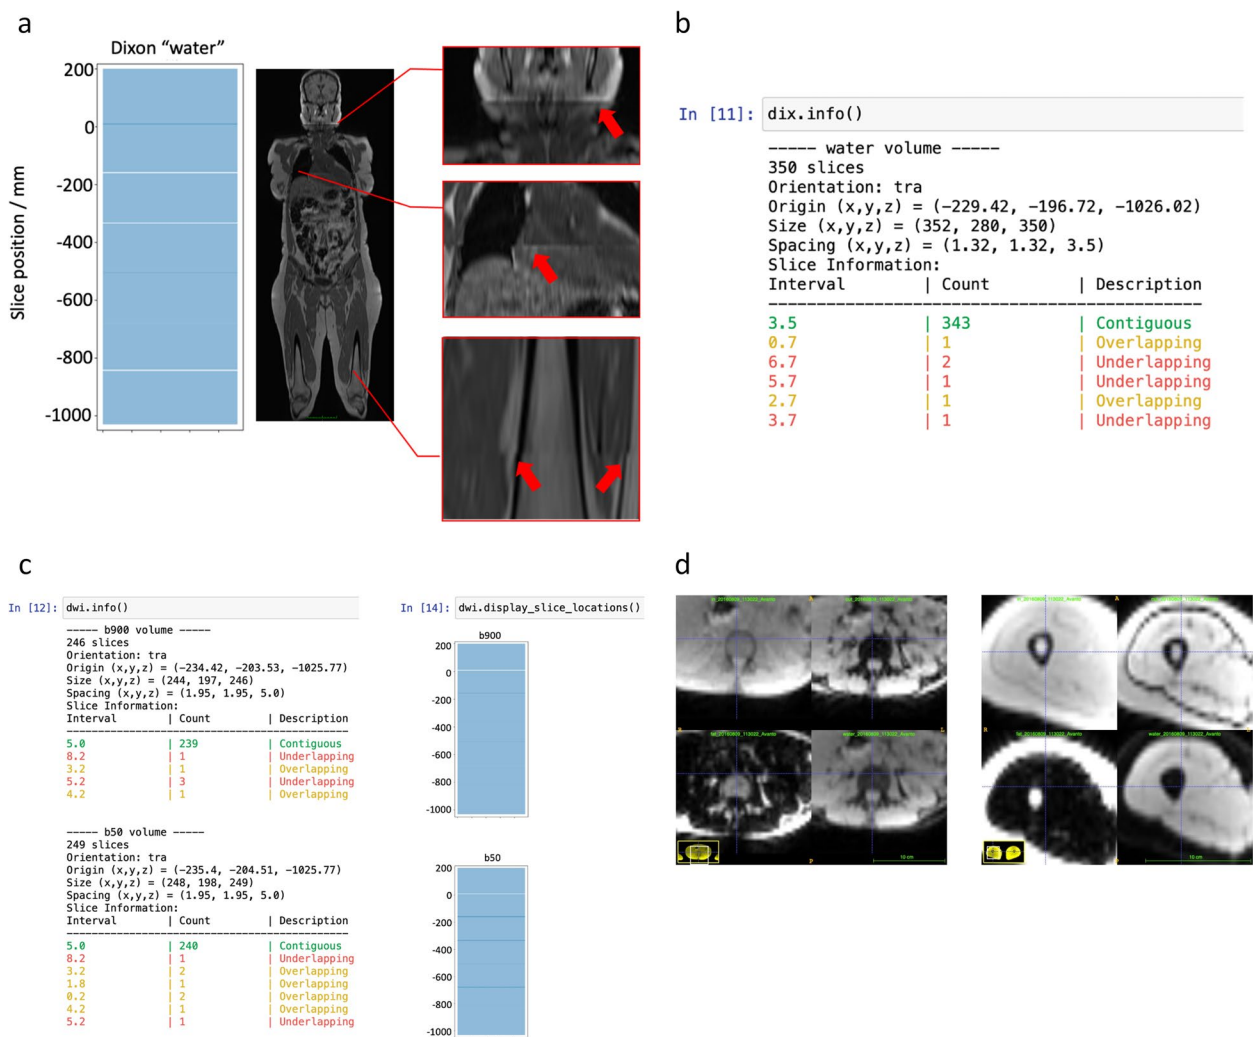 a
Dixon “water”
Slice position / mm
200
0
-200
-400
-600
-800
-1000
b
In [11]: dix.info()
----- water volume -----
350 slices
Orientation: tra
Origin (x,y,z) = (-229.42, -196.72, -1026.02)
Size (x,y,z) = (352, 280, 350)
Spacing (x,y,z) = (1.32, 1.32, 3.5)
Slice Information:
Interval | Count | Description
3.5 | 343 | Contiguous
0.7 | 1 | Overlapping
6.7 | 2 | Underlapping
5.7 | 1 | Underlapping
2.7 | 1 | Overlapping
3.7 | 1 | Underlapping
c
In [12]: dwi.info()
----- b900 volume -----
246 slices
Orientation: tra
Origin (x,y,z) = (-234.42, -203.53, -1025.77)
Size (x,y,z) = (244, 197, 246)
Spacing (x,y,z) = (1.95, 1.95, 5.0)
Slice Information:
Interval | Count | Description
5.0 | 239 | Contiguous
8.2 | 1 | Underlapping
3.2 | 1 | Overlapping
5.2 | 3 | Underlapping
4.2 | 1 | Overlapping
----- b50 volume -----
249 slices
Orientation: tra
Origin (x,y,z) = (-235.4, -204.51, -1025.77)
Size (x,y,z) = (248, 198, 249)
Spacing (x,y,z) = (1.95, 1.95, 5.0)
Slice Information:
Interval | Count | Description
5.0 | 240 | Contiguous
8.2 | 1 | Underlapping
3.2 | 2 | Overlapping
1.8 | 1 | Overlapping
0.2 | 2 | Overlapping
4.2 | 1 | Overlapping
5.2 | 1 | Underlapping
In [14]: dwi.display_slice_locations()
b900
200
0
-200
-400
-600
-800
-1000
b50
200
0
-200
-400
-600
-800
-1000
d
A
R
L
P
10 cm
A
R
10 cm